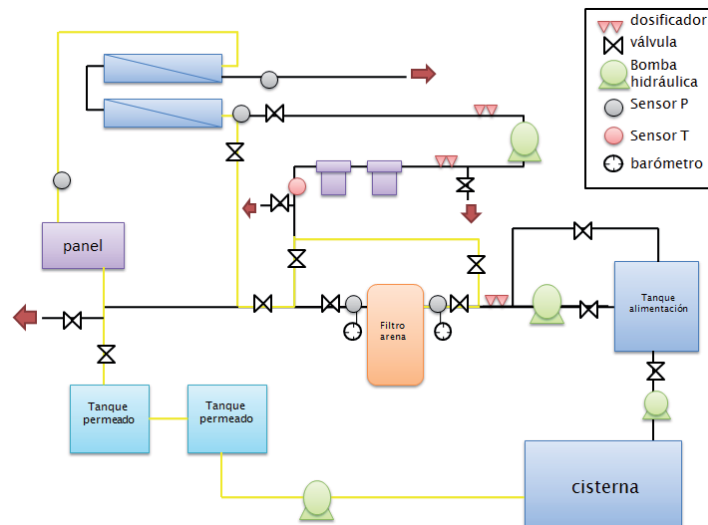 dosificador
válvula
Bomba
hidráulica
Sensor P
Sensor T
barómetro
panel
Filtro
arena
Tanque
alimentación
Tanque
permeado
Tanque
permeado
cisterna